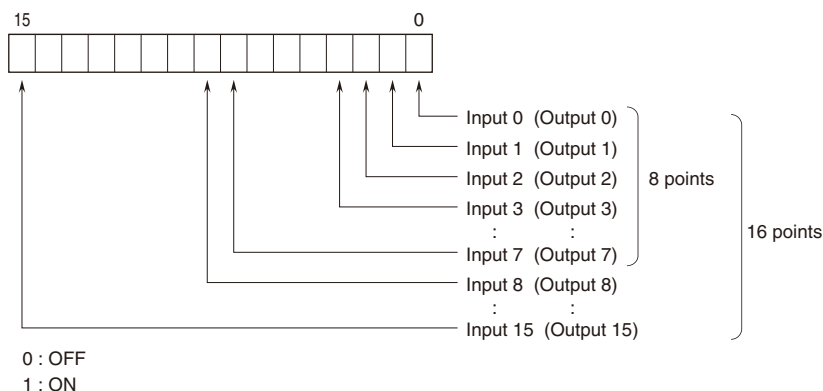 15 0
Input 0 (Output 0)
Input 1 (Output 1)
Input 2 (Output 2)
8 points
Input 3 (Output 3)
: :
16 points
Input 7 (Output 7)
Input 8 (Output 8)
: :
Input 15 (Output 15)
0 : OFF
1 : ON